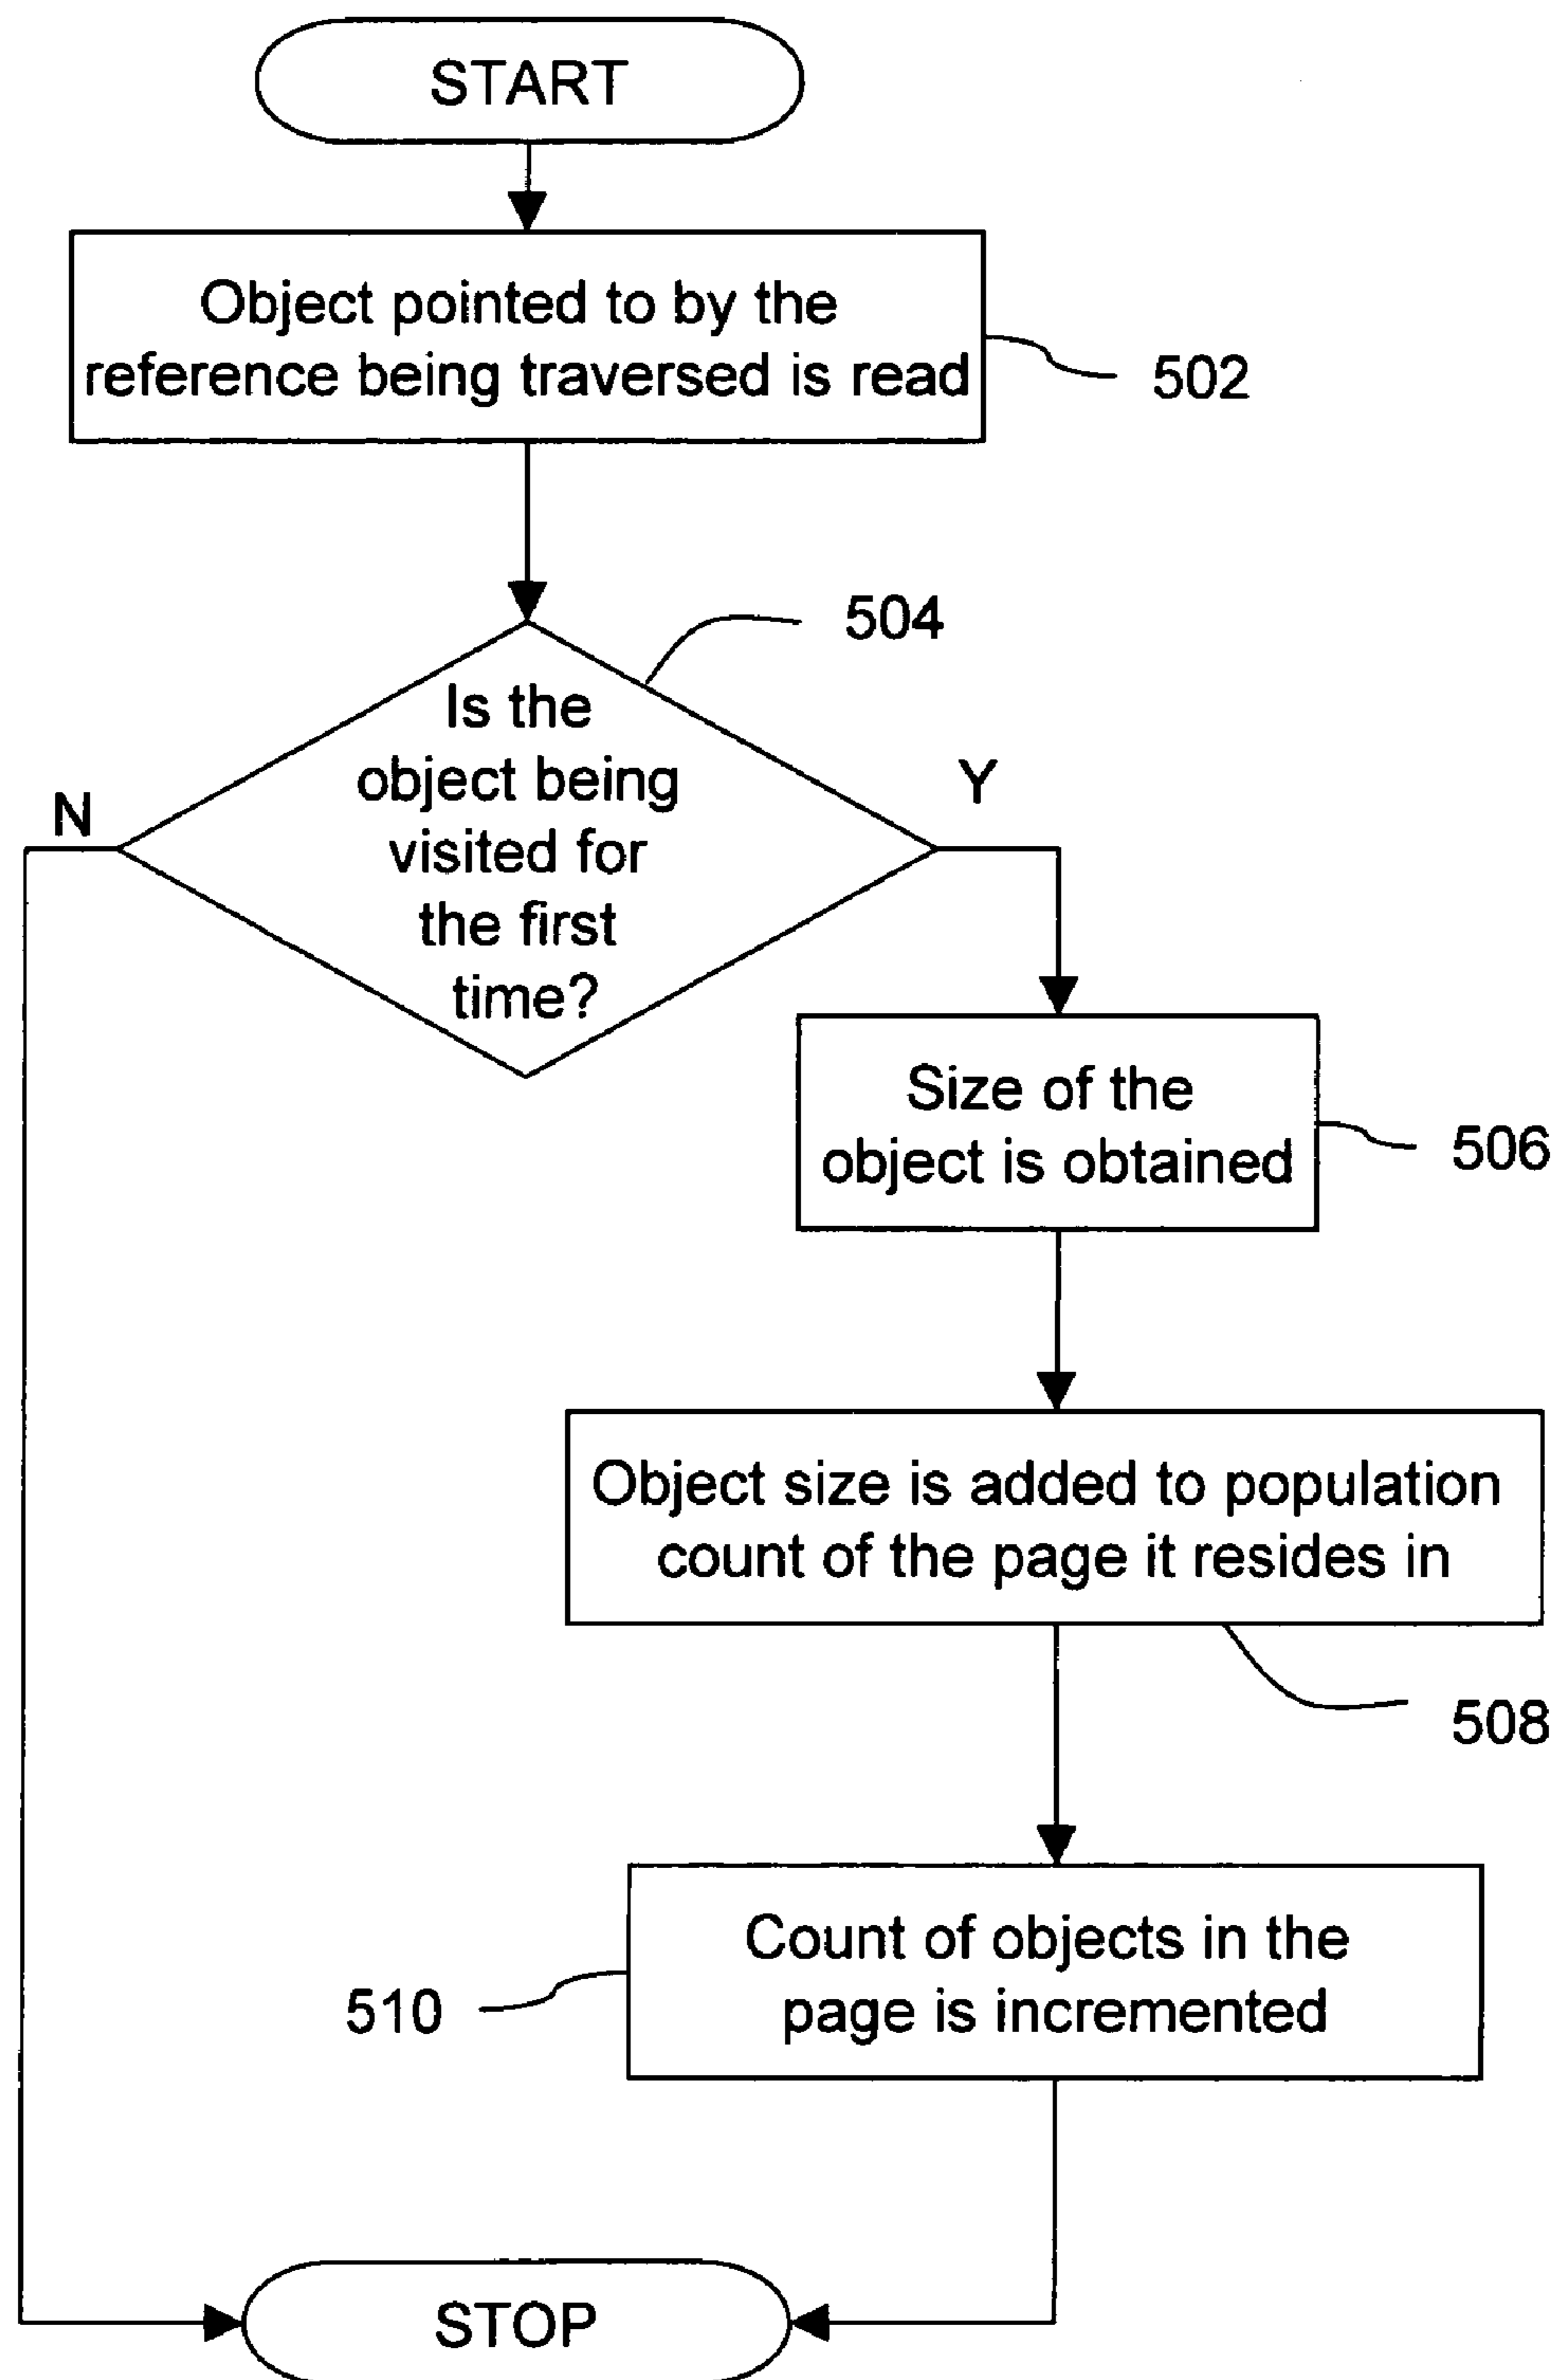 START
Object pointed to by the
reference being traversed is read
502
504
Is the
object being
visited for
the first
time?
N
Y
Size of the
object is obtained
506
Object size is added to population
count of the page it resides in
508
Count of objects in the
page is incremented
510
STOP